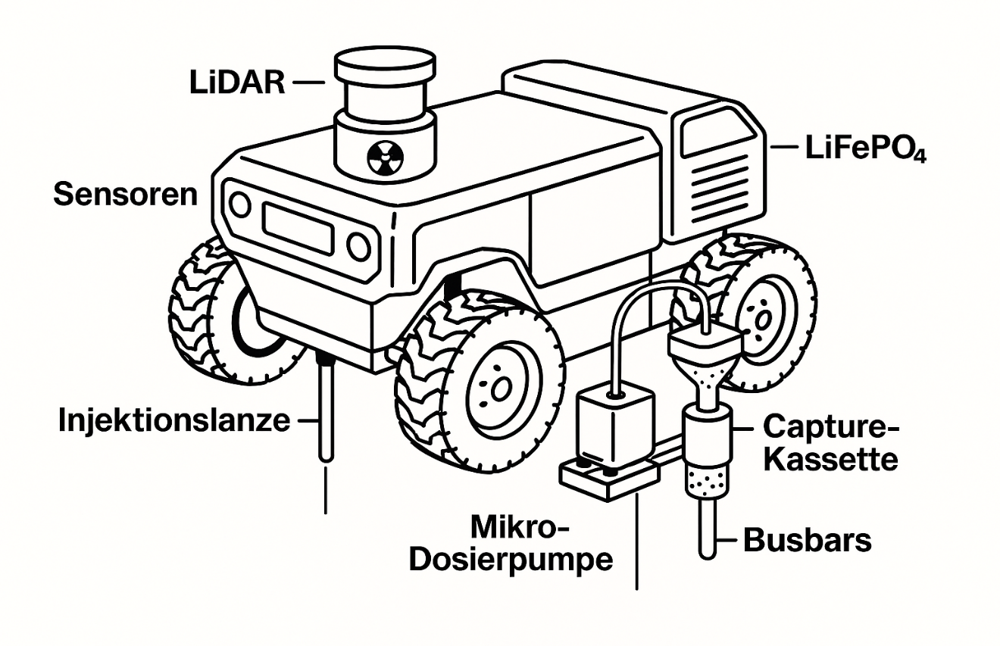 LiDAR
LiFePO₄
Sensoren
Injektionslanze
Capture-
Kassette
Mikro-
Dosierpumpe
Busbars